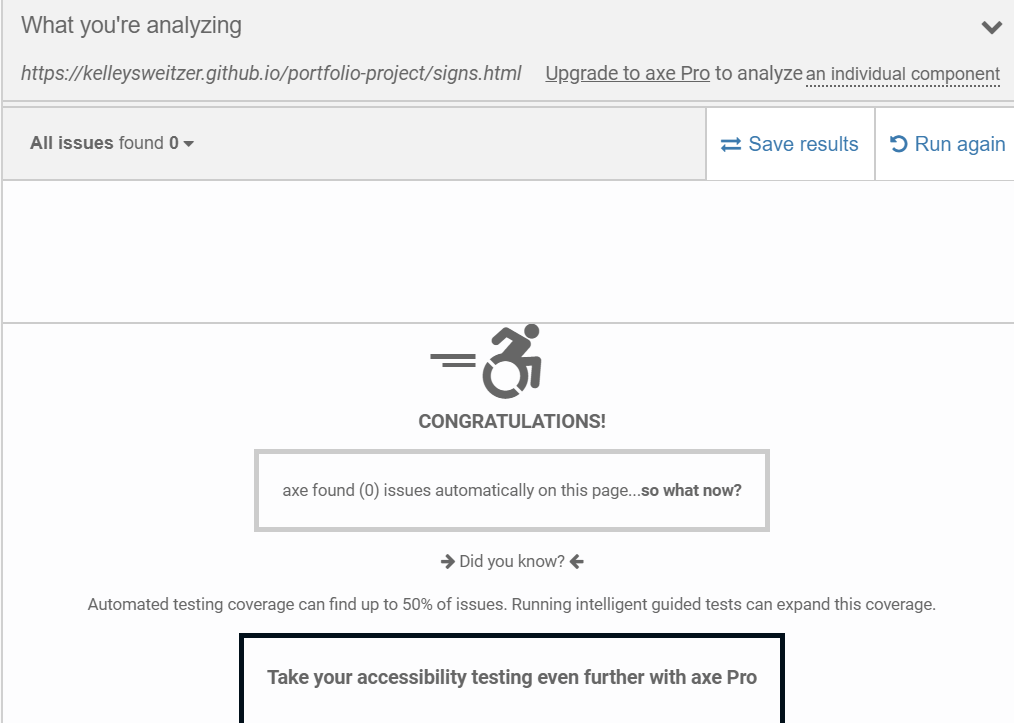 What you're analyzing
https://kelleysweitzer.github.io/portfolio-project/signs.html Upgrade to axe Pro to analyze an individual component
All issues found 0
Save results
Run again
CONGRATULATIONS!
axe found (0) issues automatically on this page...so what now?
Did you know?
Automated testing coverage can find up to 50% of issues. Running intelligent guided tests can expand this coverage.
Take your accessibility testing even further with axe Pro